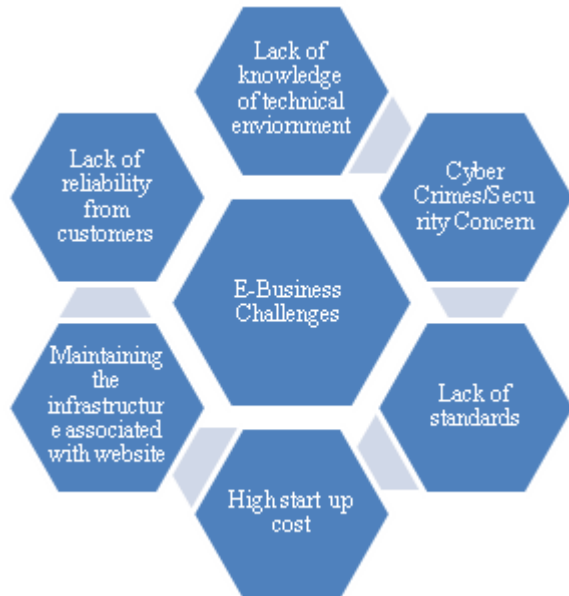 Lack of
knowledge
of technical
enviornment
Cyber
Crimes/Secu
rity Concern
Lack of
standards
High start up
cost
Maintaining
the
infrastructur
e associated
with website
Lack of
reliability
from
customers
E-Business
Challenges